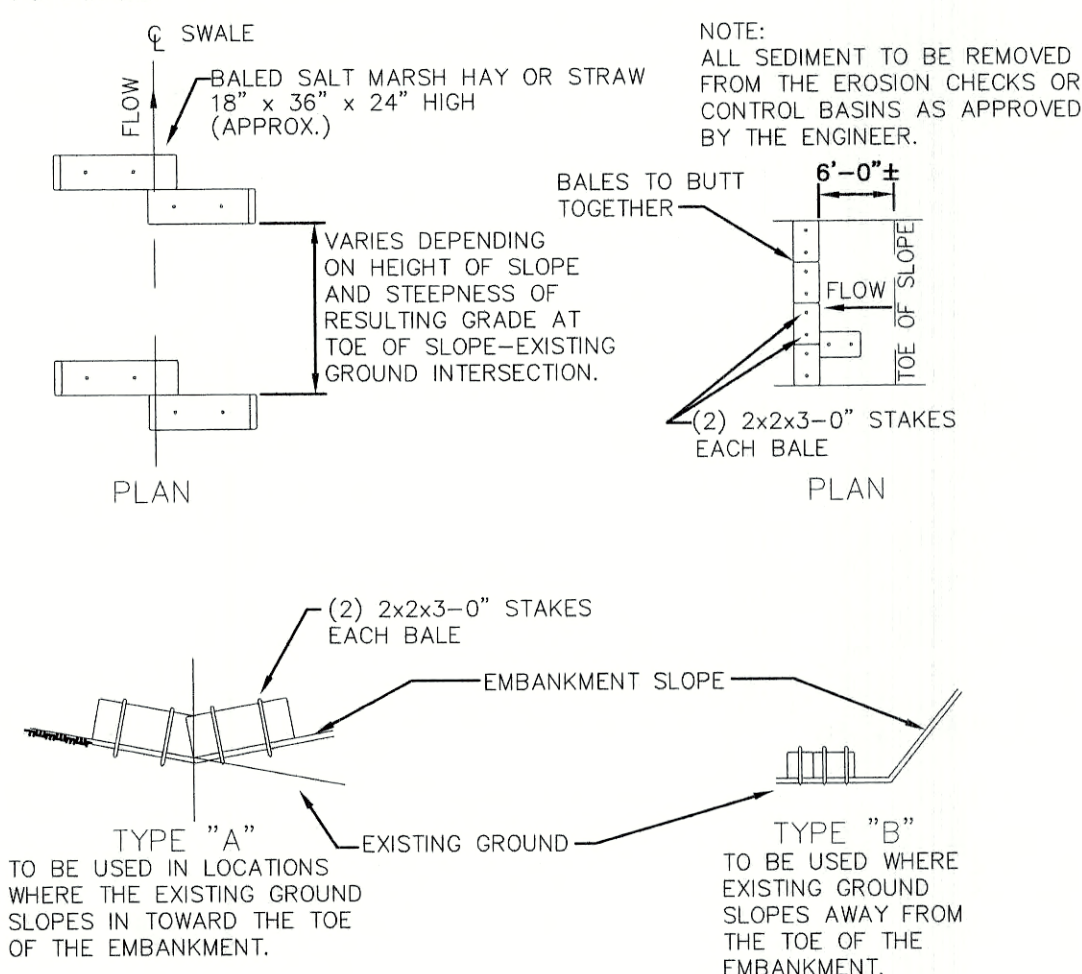 ℄ SWALE
FLOW
BALED SALT MARSH HAY OR STRAW
18" x 36" x 24" HIGH
(APPROX.)
VARIES DEPENDING
ON HEIGHT OF SLOPE
AND STEEPNESS OF
RESULTING GRADE AT
TOE OF SLOPE-EXISTING
GROUND INTERSECTION.
PLAN
NOTE:
ALL SEDIMENT TO BE REMOVED
FROM THE EROSION CHECKS OR
CONTROL BASINS AS APPROVED
BY THE ENGINEER.
6'-0"±
BALES TO BUTT
TOGETHER
FLOW
TOE OF SLOPE
(2) 2x2x3-0" STAKES
EACH BALE
PLAN
(2) 2x2x3-0" STAKES
EACH BALE
EMBANKMENT SLOPE
EXISTING GROUND
TYPE "A"
TO BE USED IN LOCATIONS
WHERE THE EXISTING GROUND
SLOPES IN TOWARD THE TOE
OF THE EMBANKMENT.
TYPE "B"
TO BE USED WHERE
EXISTING GROUND
SLOPES AWAY FROM
THE TOE OF THE
EMBANKMENT.